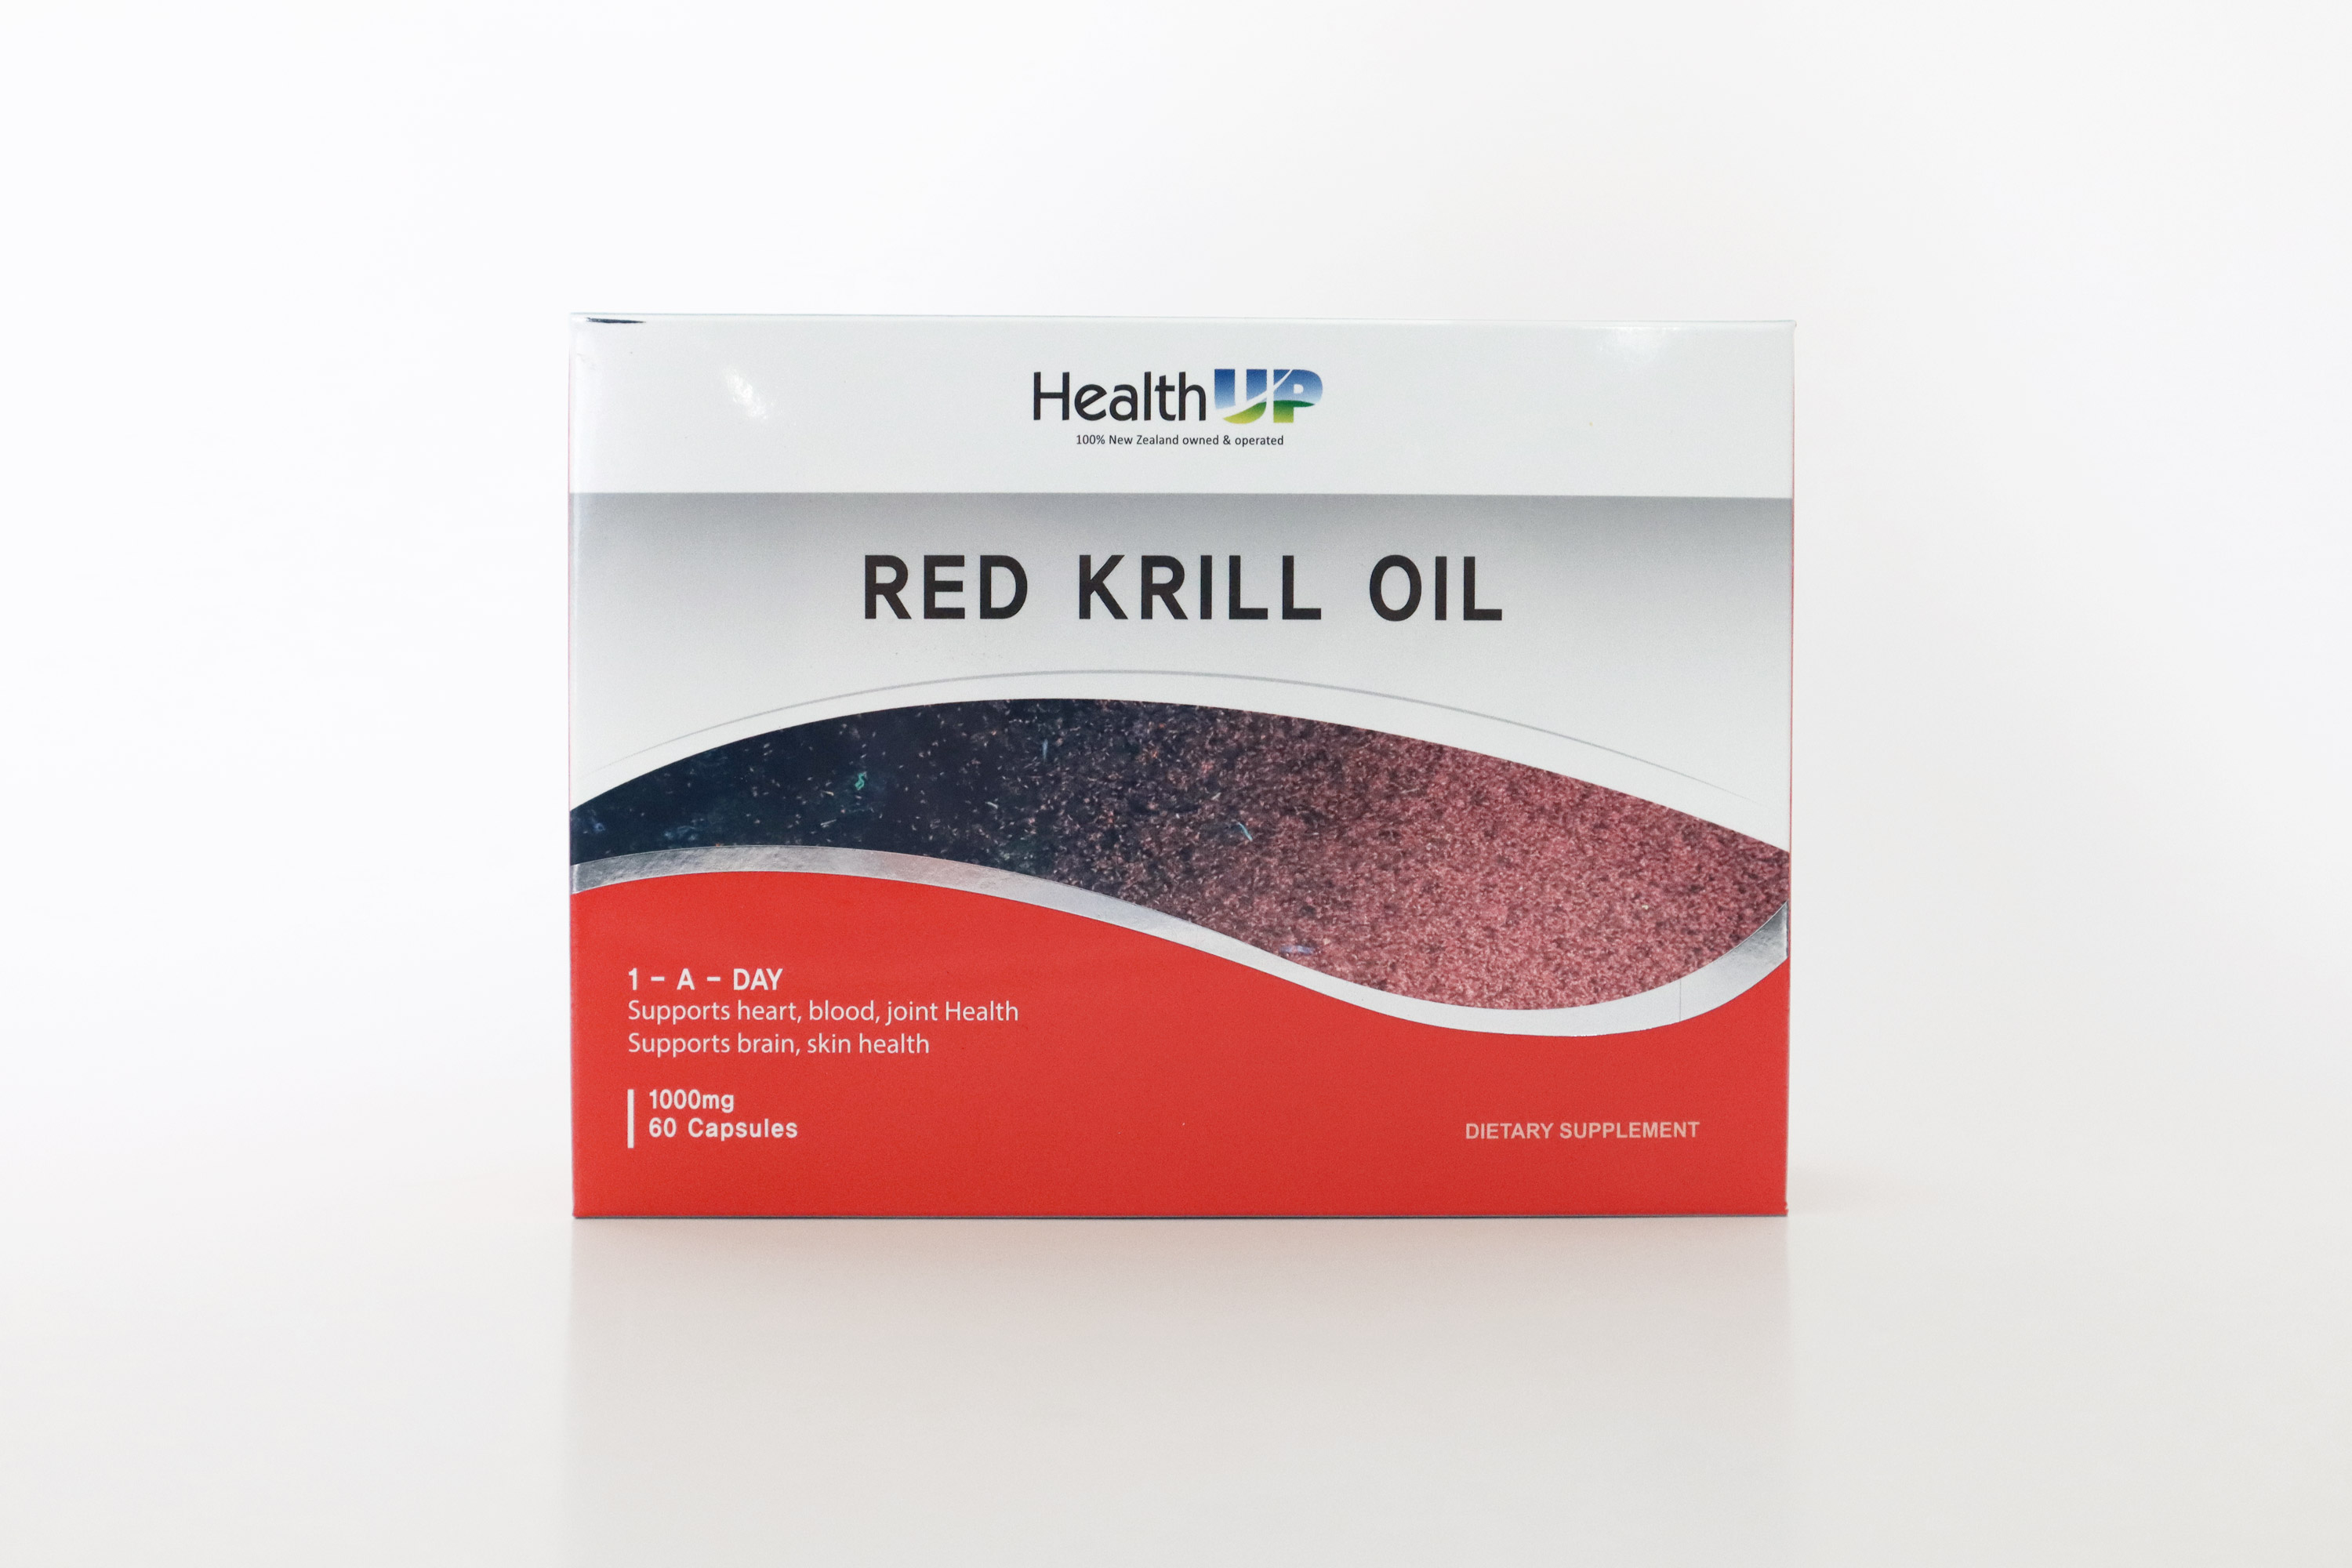 HealthUP
100% New Zealand owned & operated
RED KRILL OIL
1 - A - DAY
Supports heart, blood, joint Health
Supports brain, skin health
1000mg
60 Capsules
DIETARY SUPPLEMENT